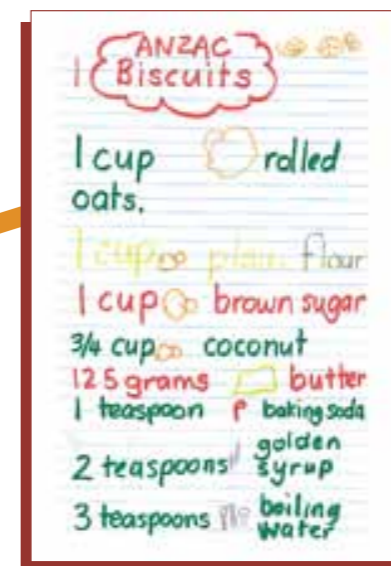 ANZAC
Biscuits
1 cup rolled
oats.
1 cup plain flour
1 cup brown sugar
3/4 cup coconut
125 grams butter
1 teaspoon baking soda
2 teaspoons golden syrup
3 teaspoons boiling water